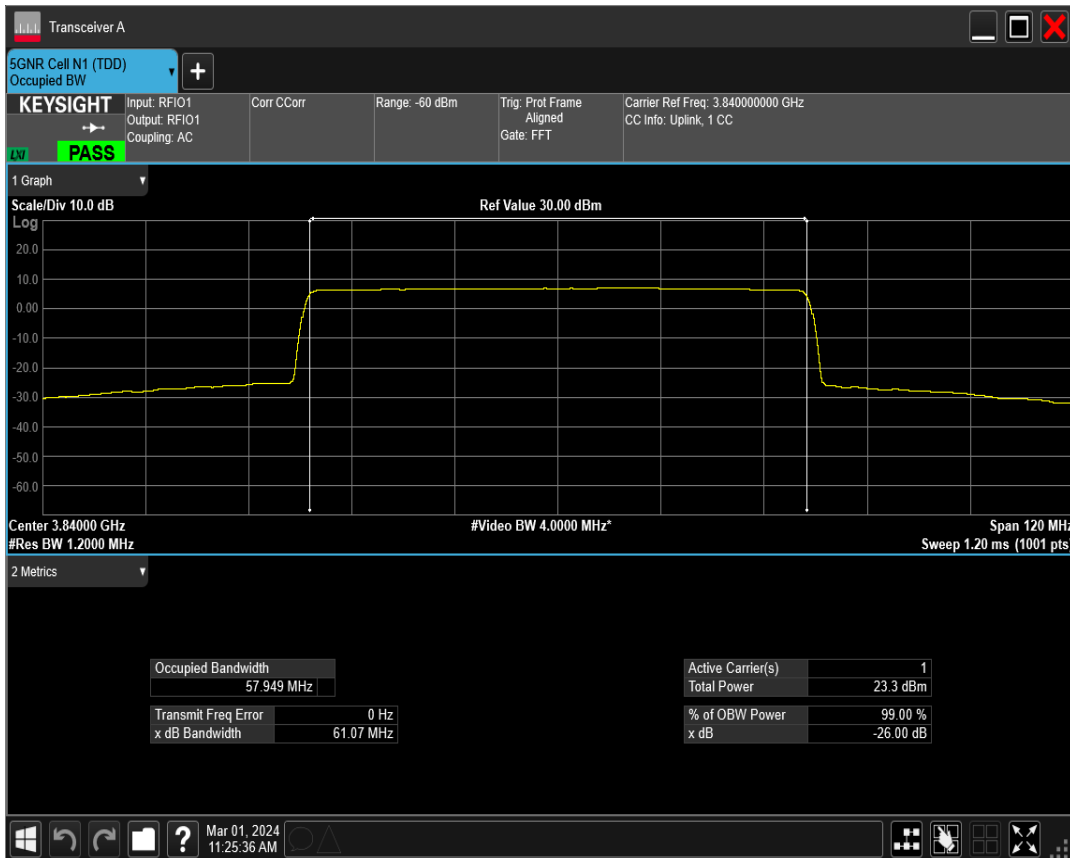 Transceiver A
5GNR Cell N1 (TDD)
Occupied BW
+
KEYSIGHT
LXI
PASS
Input: RFIO1
Output: RFIO1
Coupling: AC
Corr CCorr
Range: -60 dBm
Trig: Prot Frame
Aligned
Gate: FFT
Carrier Ref Freq: 3.840000000 GHz
CC Info: Uplink, 1 CC
1 Graph
Scale/Div 10.0 dB
Ref Value 30.00 dBm
Log
20.0
10.0
0.00
-10.0
-20.0
-30.0
-40.0
-50.0
-60.0
Center 3.84000 GHz
#Video BW 4.0000 MHz*
Span 120 MHz
#Res BW 1.2000 MHz
Sweep 1.20 ms (1001 pts)
2 Metrics
Occupied Bandwidth
57.949 MHz
Transmit Freq Error 0 Hz
x dB Bandwidth 61.07 MHz
Active Carrier(s) 1
Total Power 23.3 dBm
% of OBW Power 99.00 %
x dB -26.00 dB
?
Mar 01, 2024
11:25:36 AM